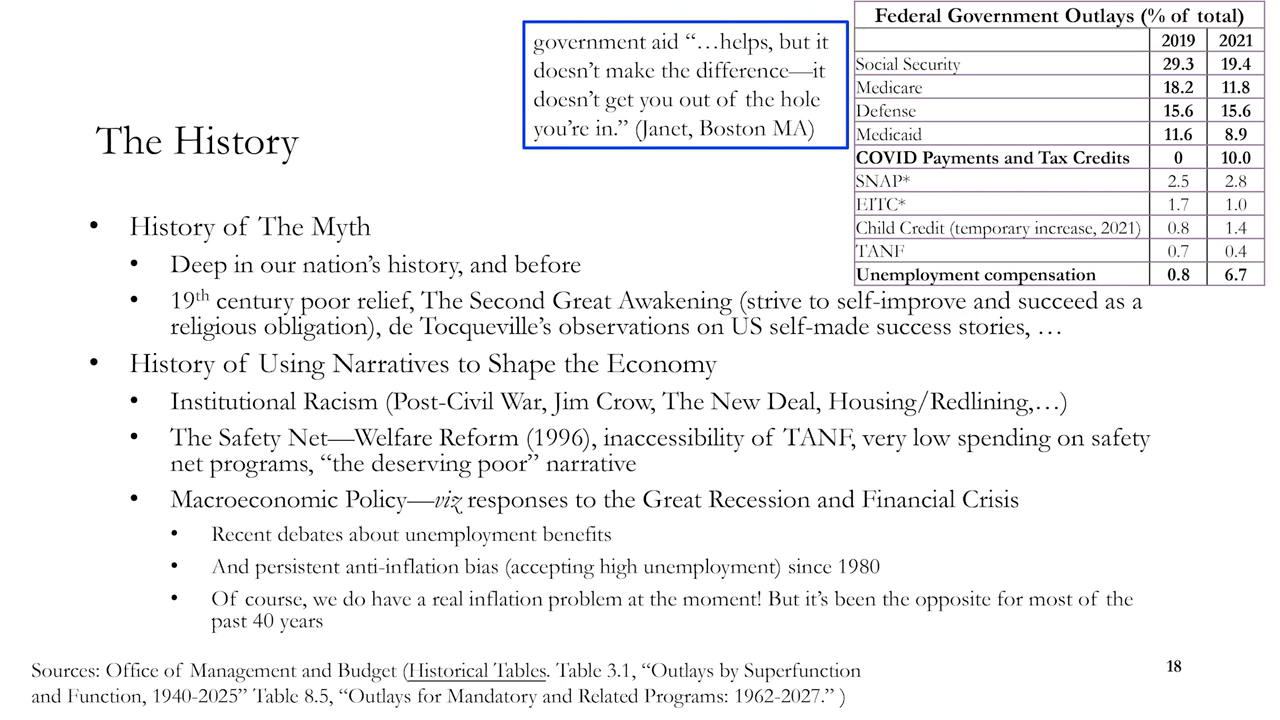 government aid “…helps, but it
doesn’t make the difference—it
doesn’t get you out of the hole
you’re in.” (Janet, Boston MA)
Federal Government Outlays (% of total)
2019 2021
Social Security 29.3 19.4
Medicare 18.2 11.8
Defense 15.6 15.6
Medicaid 11.6 8.9
COVID Payments and Tax Credits 0 10.0
SNAP* 2.5 2.8
EITC* 1.7 1.0
Child Credit (temporary increase, 2021) 0.8 1.4
TANF 0.7 0.4
Unemployment compensation 0.8 6.7
The History
• History of The Myth
• Deep in our nation’s history, and before
• 19th century poor relief, The Second Great Awakening (strive to self-improve and succeed as a
religious obligation), de Tocqueville’s observations on US self-made success stories, …
• History of Using Narratives to Shape the Economy
• Institutional Racism (Post-Civil War, Jim Crow, The New Deal, Housing/Redlining,…)
• The Safety Net—Welfare Reform (1996), inaccessibility of TANF, very low spending on safety
net programs, “the deserving poor” narrative
• Macroeconomic Policy—viz responses to the Great Recession and Financial Crisis
• Recent debates about unemployment benefits
• And persistent anti-inflation bias (accepting high unemployment) since 1980
• Of course, we do have a real inflation problem at the moment! But it’s been the opposite for most of the
past 40 years
Sources: Office of Management and Budget (Historical Tables. Table 3.1, “Outlays by Superfunction
and Function, 1940-2025” Table 8.5, “Outlays for Mandatory and Related Programs: 1962-2027.” )
18